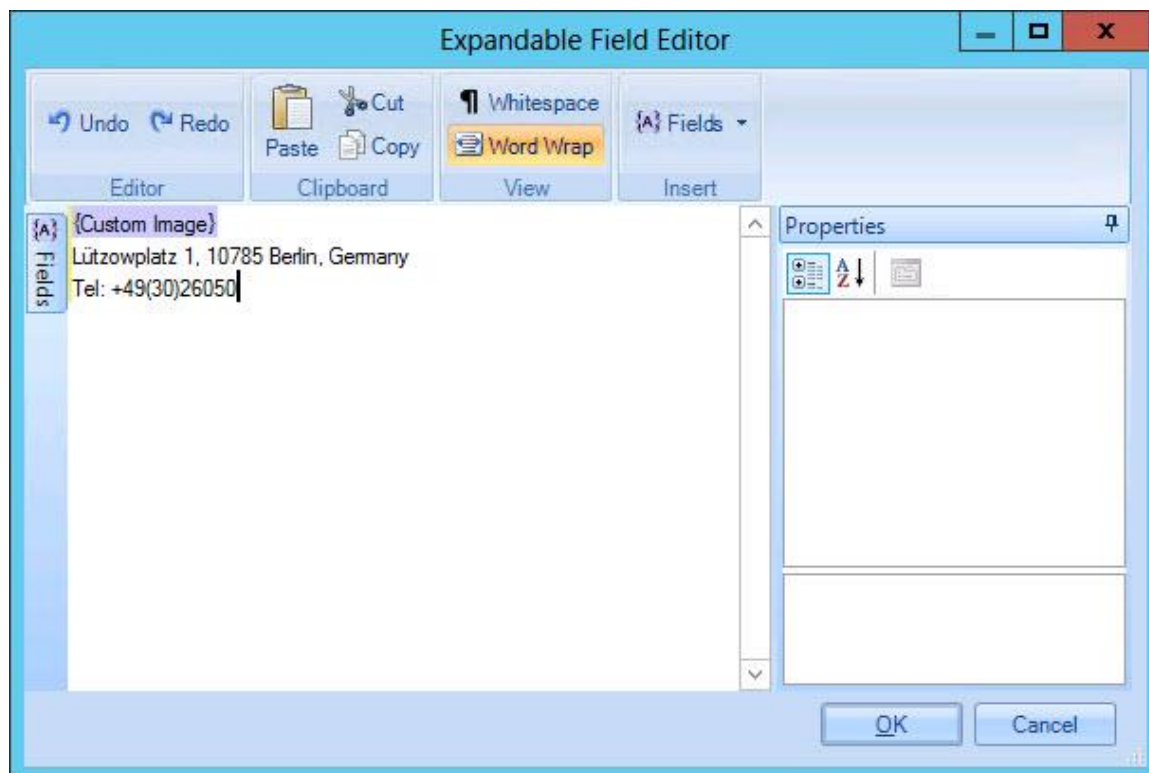 Expandable Field Editor
Undo Redo
Paste
Cut
Copy
Whitespace
Word Wrap
{A} Fields
Editor Clipboard View Insert
{A} Fields
{Custom Image}
Lützowplatz 1, 10785 Berlin, Germany
Tel: +49(30)26050
Properties
A
Z
OK Cancel